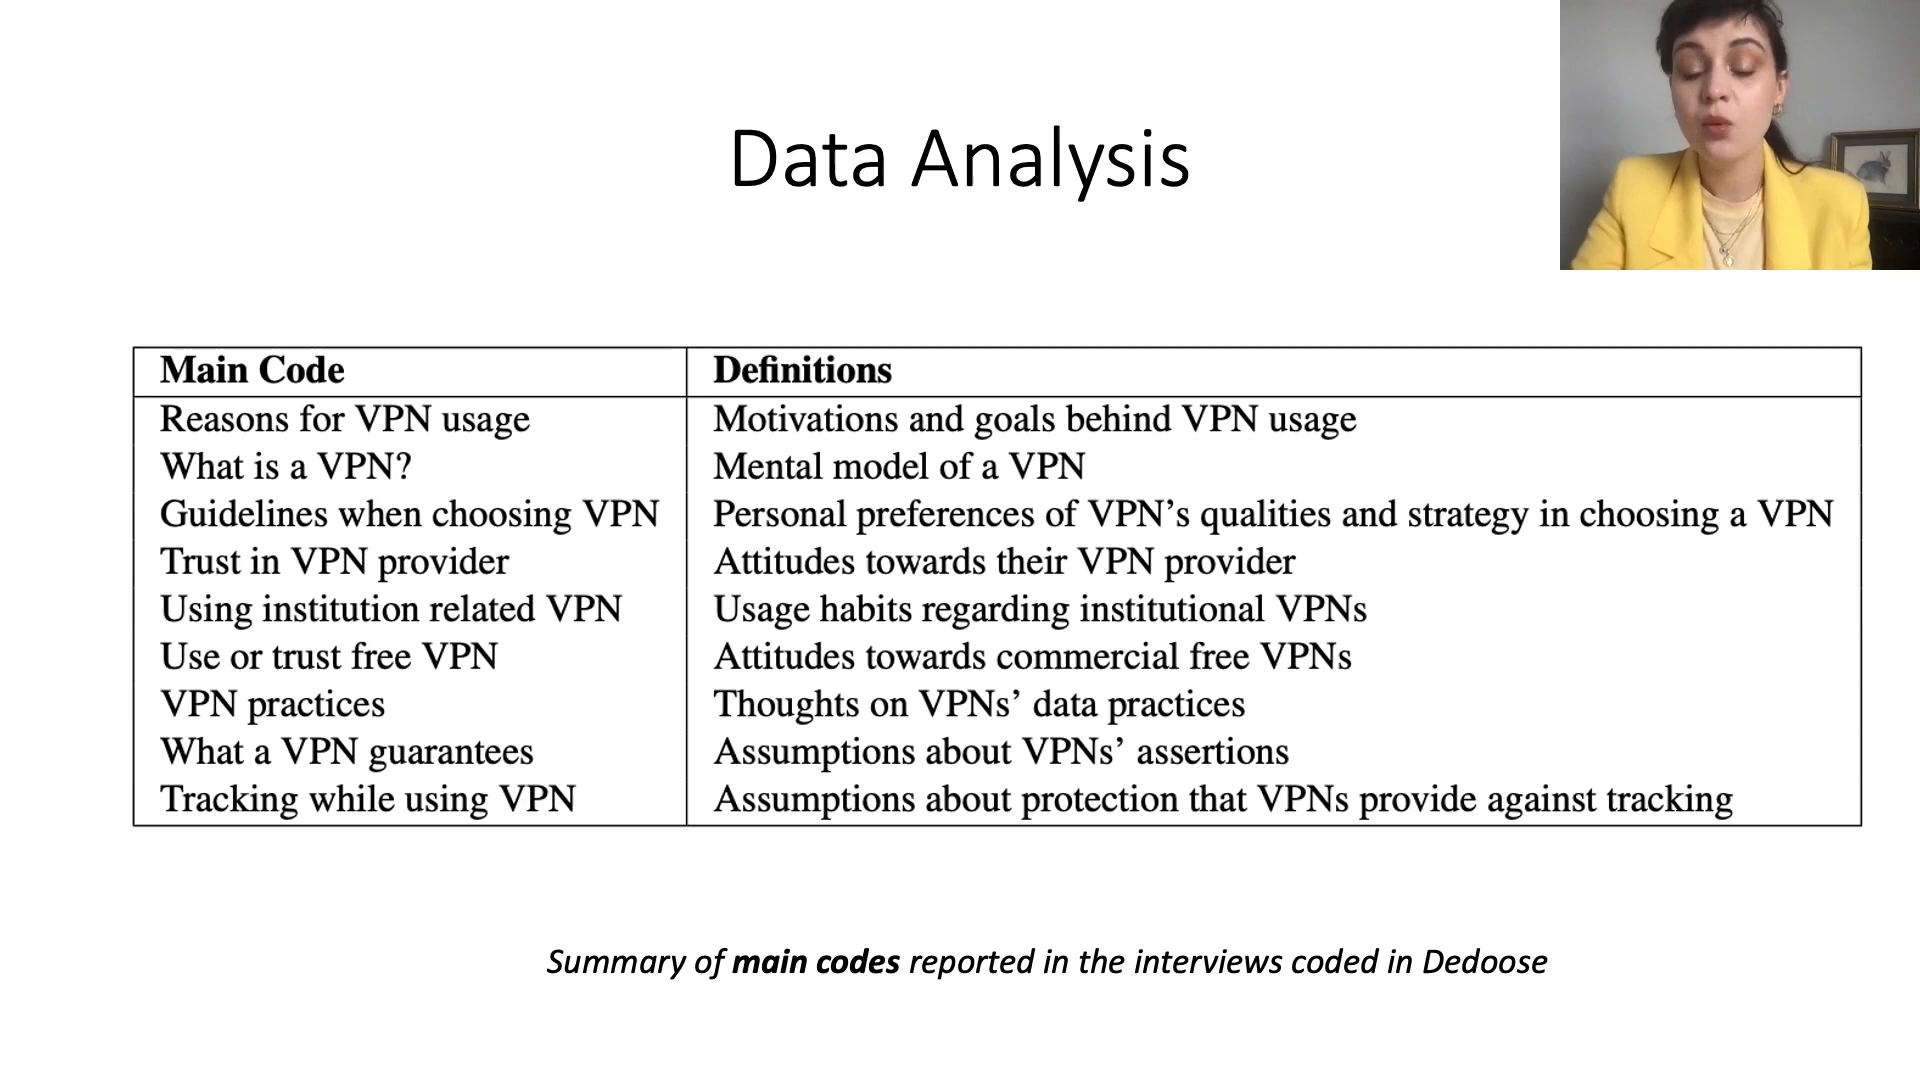 Data Analysis
Main Code Definitions
Reasons for VPN usage Motivations and goals behind VPN usage
What is a VPN? Mental model of a VPN
Guidelines when choosing VPN Personal preferences of VPN’s qualities and strategy in choosing a VPN
Trust in VPN provider Attitudes towards their VPN provider
Using institution related VPN Usage habits regarding institutional VPNs
Use or trust free VPN Attitudes towards commercial free VPNs
VPN practices Thoughts on VPNs’ data practices
What a VPN guarantees Assumptions about VPNs’ assertions
Tracking while using VPN Assumptions about protection that VPNs provide against tracking
Summary of main codes reported in the interviews coded in Dedoose